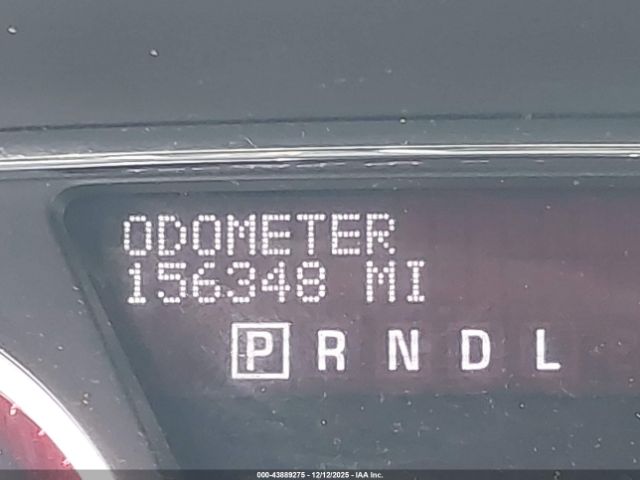 ODOMETER
156348 MI
P R N D L
000-43889275 - 12/12/2025 - IAA Inc.